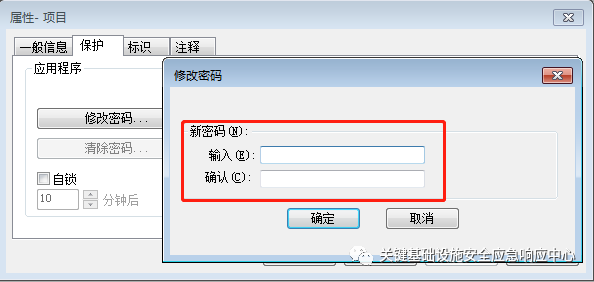 属性- 项目
一般信息 保护 标识 注释
应用程序
修改密码...
清除密码...
自锁
10 分钟后
修改密码
新密码(N):
输入(E):
确认(C):
确定 取消
关键基础设施安全应急响应中心